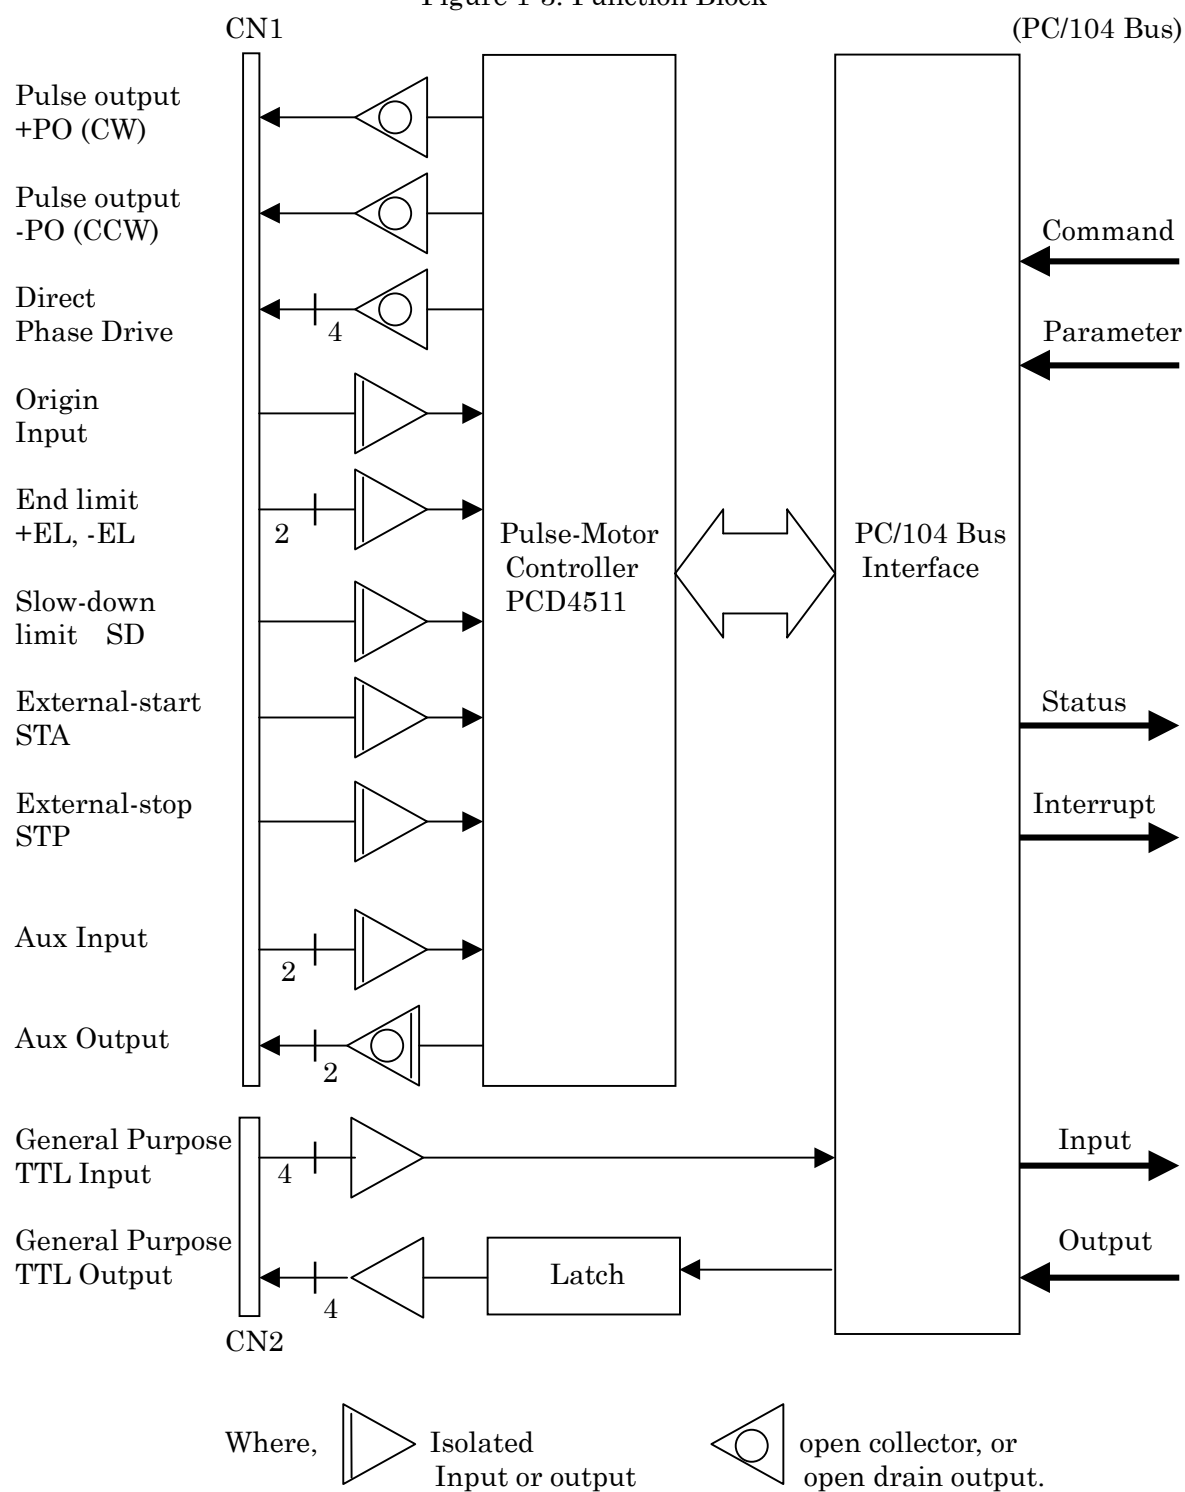 Figure 1-3. Function Block
CN1
(PC/104 Bus)
Pulse output
+PO (CW)
Pulse output
-PO (CCW)
Command
Direct
Phase Drive
4
Parameter
Origin
Input
End limit
+EL, -EL
2
Pulse-Motor
Controller
PCD4511
PC/104 Bus
Interface
Slow-down
limit SD
External-start
STA
Status
External-stop
STP
Interrupt
Aux Input
2
Aux Output
2
General Purpose
TTL Input
4
Input
General Purpose
TTL Output
4
Latch
Output
CN2
Where,
Isolated
Input or output
open collector, or
open drain output.